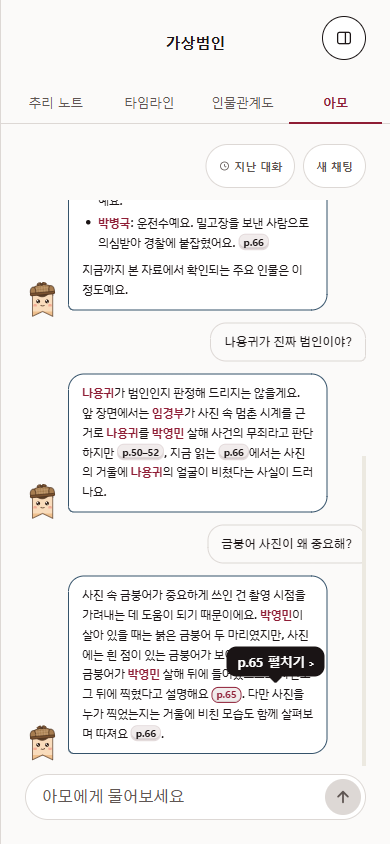 가상범인
추리 노트
타임라인
인물관계도
아모
지난 대화
새 채팅
예요.
• 박병국: 운전수예요. 밀고장을 보낸 사람으로
의심받아 경찰에 붙잡혔어요. p.66
지금까지 본 자료에서 확인되는 주요 인물은 이
정도예요.
나용귀가 진짜 범인이야?
나용귀가 범인인지 판정해 드리지는 않을게요.
앞 장면에서는 임경부가 사진 속 멈춘 시계를 근
거로 나용귀를 박영민 살해 사건의 무죄라고 판단
하지만 p.50–52, 지금 읽는 p.66에서는 사진
의 거울에 나용귀의 얼굴이 비쳤다는 사실이 드러
나요.
금붕어 사진이 왜 중요해?
사진 속 금붕어가 중요하게 쓰인 건 촬영 시점을
가려내는 데 도움이 되기 때문이에요. 박영민이
살아 있을 때는 붉은 금붕어 두 마리였지만, 사진
에는 흰 점이 있는 금붕어가
p.65 펼치기 >
금붕어가 박영민 살해 뒤에
그 뒤에 찍혔다고 설명해요 p.65. 다만 사진을
누가 찍었는지는 거울에 비친 모습도 함께 살펴보
며 따져요 p.66.
아모에게 물어보세요